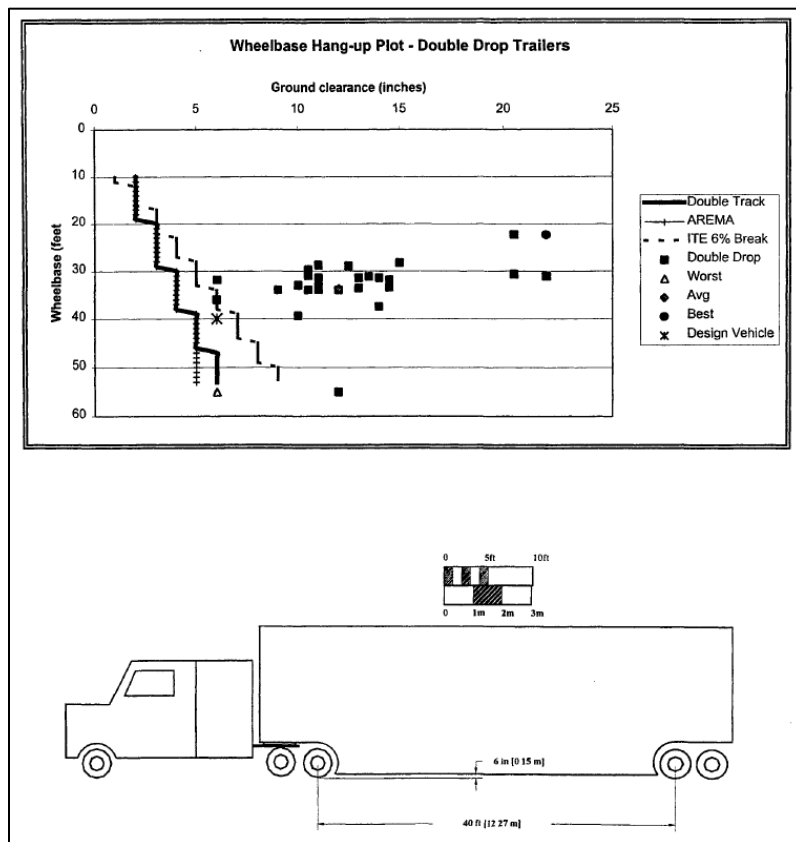 Wheelbase Hang-up Plot - Double Drop Trailers
Ground clearance (inches)
0 5 10 15 20 25
0
10
20
30
40
50
60
Wheelbase (feet
Double Track
AREMA
ITE 6% Break
Double Drop
Worst
Avg
Best
Design Vehicle
0 5ft 10ft
0 1m 2m 3m
6 in [0 15 m]
40 ft [12 27 m]